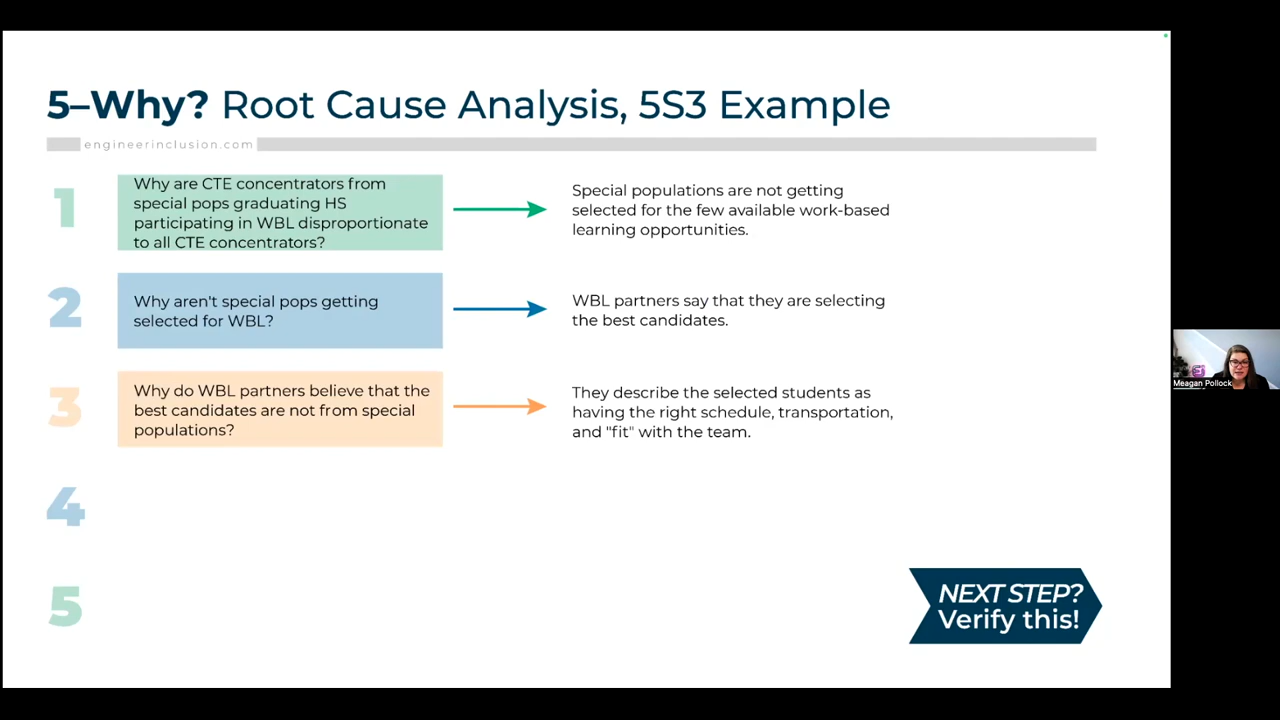 5–Why? Root Cause Analysis, 5S3 Example
engineerinclusion.com
1
Why are CTE concentrators from
special pops graduating HS
participating in WBL disproportionate
to all CTE concentrators?
Special populations are not getting
selected for the few available work-based
learning opportunities.
2
Why aren't special pops getting
selected for WBL?
WBL partners say that they are selecting
the best candidates.
3
Why do WBL partners believe that the
best candidates are not from special
populations?
They describe the selected students as
having the right schedule, transportation,
and "fit" with the team.
4
5
NEXT STEP?
Verify this!
Meagan Pollock